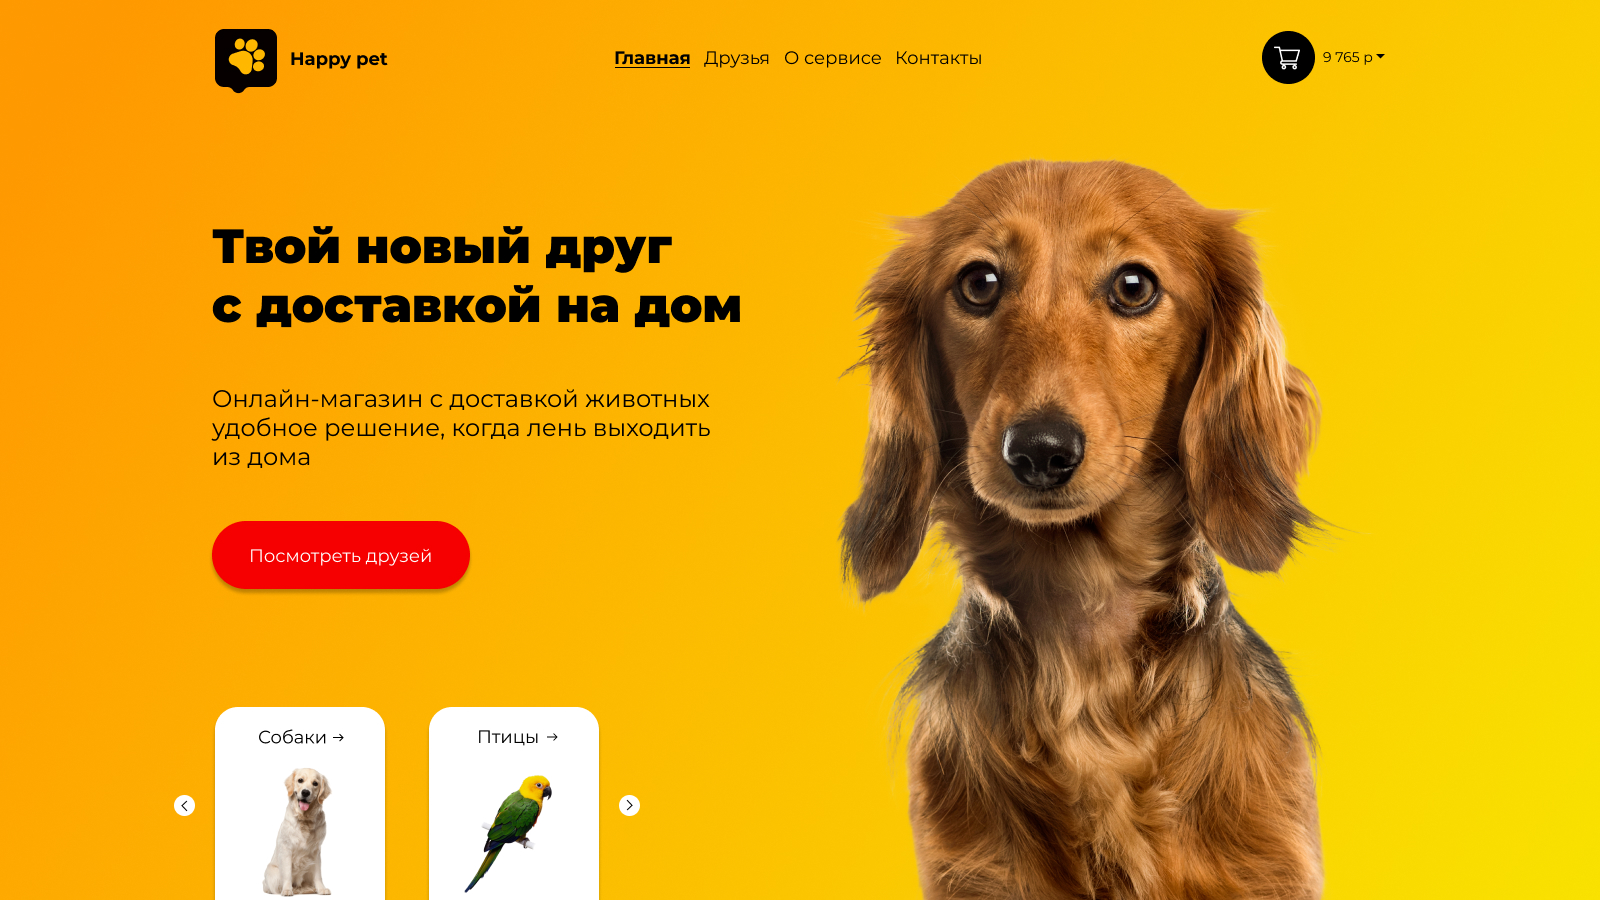 Happy pet
Главная Друзья О сервисе Контакты
9 765 р
Твой новый друг
с доставкой на дом
Онлайн-магазин с доставкой животных
удобное решение, когда лень выходить
из дома
Посмотреть друзей
Собаки →
Птицы →